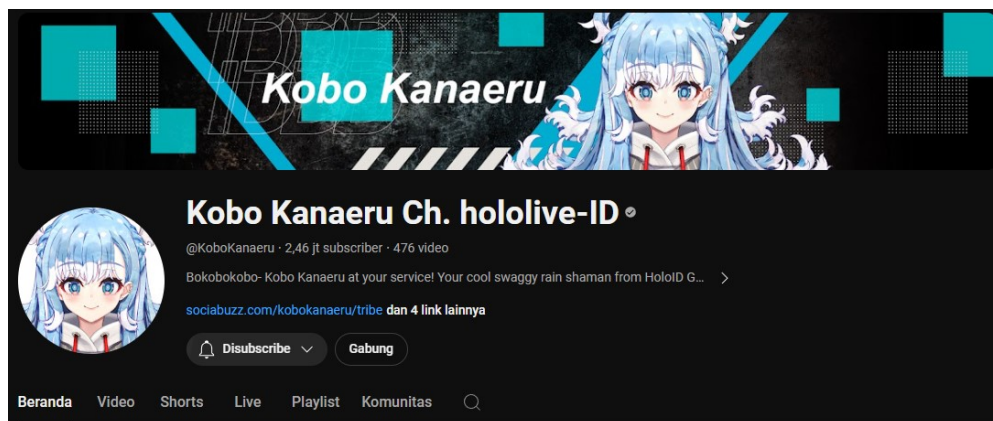 Kobo Kanaeru
Kobo Kanaeru Ch. hololive-ID
@KoboKanaeru · 2,46 jt subscriber · 476 video
Bokobokobo- Kobo Kanaeru at your service! Your cool swaggy rain shaman from HoloID G...
sociabuzz.com/kobokanaeru/tribe dan 4 link lainnya
Disubscribe Gabung
Beranda Video Shorts Live Playlist Komunitas